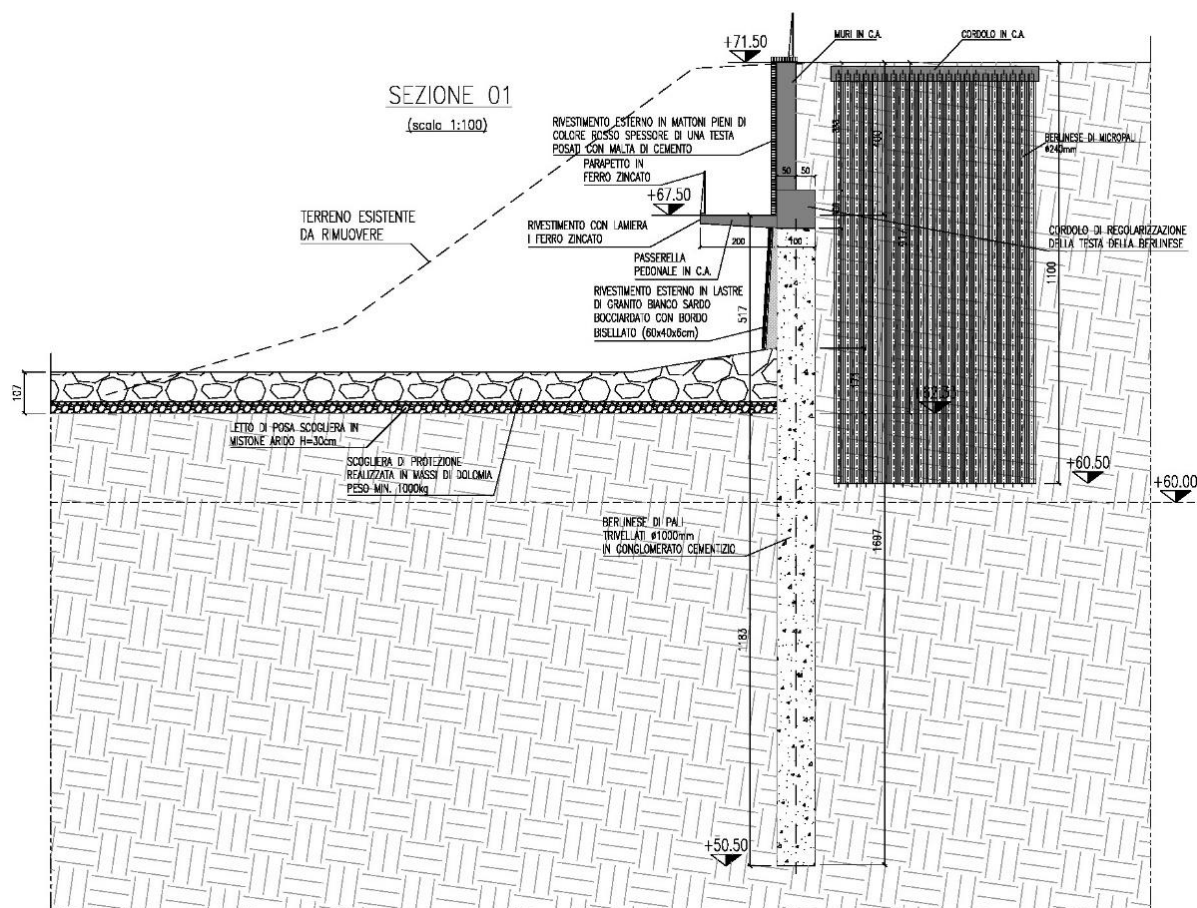 +71.50
MURI IN C.A.
CORDOLO IN C.A.
SEZIONE 01
(scala 1:100)
RIVESTIMENTO ESTERNO IN MATTONI PIENI DI
COLORE ROSSO SPESSORE DI UNA TESTA
POSATI CON MALTA DI CEMENTO
PARAPETTO IN
FERRO ZINCATO
BERLINESE DI MICROPALI
ø240mm
333
400
50
50
+67.50
TERRENO ESISTENTE
DA RIMUOVERE
RIVESTIMENTO CON LAMIERA
I FERRO ZINCATO
CORDOLO DI REGOLARIZZAZIONE
DELLA TESTA DELLA BERLINESE
200
100
917
1100
PASSERELLA
PEDONALE IN C.A.
RIVESTIMENTO ESTERNO IN LASTRE
DI GRANITO BIANCO SARDO
BOCCIARDATO CON BORDO
BISELLATO (60x40x6cm)
517
107
171
LETTO DI POSA SCOGLIERA IN
MISTONE ARIDO H=30cm
SCOGLIERA DI PROTEZIONE
REALIZZATA IN MASSI DI DOLOMIA
PESO MIN. 1000kg
+60.50
+60.00
BERLINESE DI PALI
TRIVELLATI ø1000mm
IN CONGLOMERATO CEMENTIZIO
1697
1183
+50.50